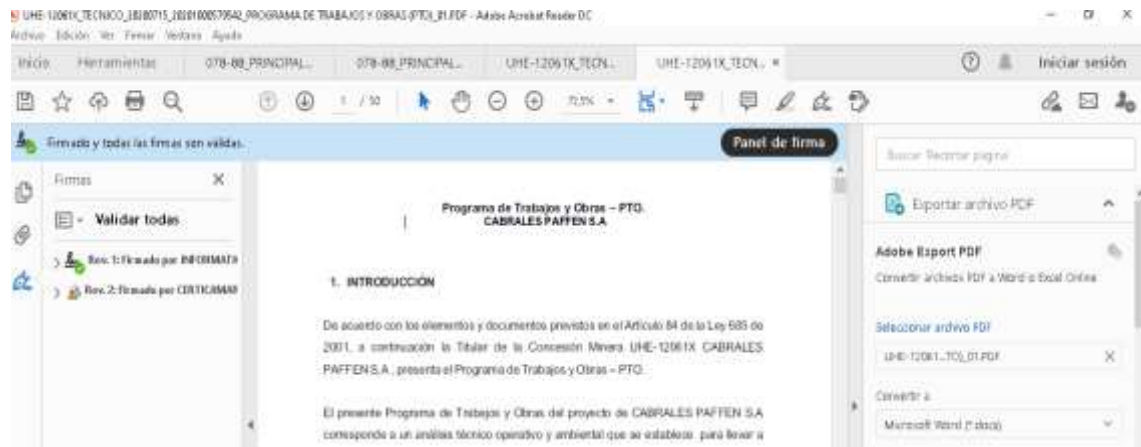 UHE-12061X_TECNICO_
PROGRAMA DE TRABAJOS Y OBRAS (PTO)_01.PDF - Adobe Acrobat Reader DC
Archivo Edición Ver Firmar Ventana Ayuda
Inicio Herramientas 078-88_PRINCIPAL... 078-88_PRINCIPAL... UHE-12061X_TECN... UHE-12061X_TECN... × Iniciar sesión
1 / 50 72,5%
Firmado y todas las firmas son válidas. Panel de firma
Firmas ×
Validar todas
Rev. 1: Firmado por
Rev. 2: Firmado por
Programa de Trabajos y Obras – PTO.
CABRALES PAFFEN S.A
1. INTRODUCCIÓN
De acuerdo con los elementos y documentos previstos en el Artículo 84 de la Ley 685 de
2001, a continuación la Titular de la Concesión Minera UHE-12061X CABRALES
PAFFEN S.A., presenta el Programa de Trabajos y Obras – PTO.
El presente Programa de Trabajos y Obras del proyecto de CABRALES PAFFEN S.A
corresponde a un análisis técnico operativo y ambiental que se establece para llevar a
Exportar archivo PDF
Adobe Export PDF
Convertir archivos PDF a Word o Excel Online
Seleccionar archivo PDF
UHE-12061...TO)_01.PDF ×
Convertir a
Microsoft Word (*.docx)